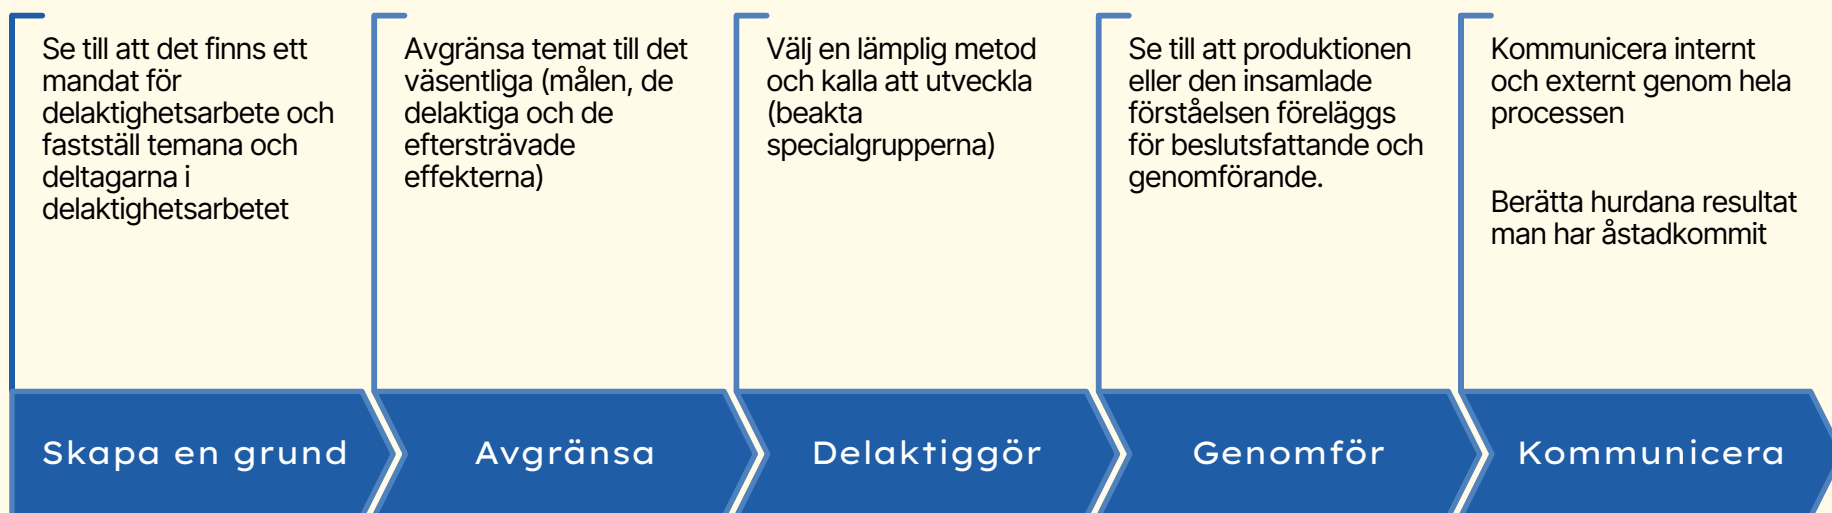 Se till att det finns ett
mandat för
delaktighetsarbete och
fastställ temana och
deltagarna i
delaktighetsarbetet
Skapa en grund
Avgränsa temat till det
väsentliga (målen, de
delaktiga och de
eftersträvade
effekterna)
Avgränsa
Välj en lämplig metod
och kalla att utveckla
(beakta
specialgrupperna)
Delaktiggör
Se till att produktionen
eller den insamlade
förståelsen föreläggs
för beslutsfattande och
genomförande.
Genomför
Kommunicera internt
och externt genom hela
processen
Berätta hurdana resultat
man har åstadkommit
Kommunicera